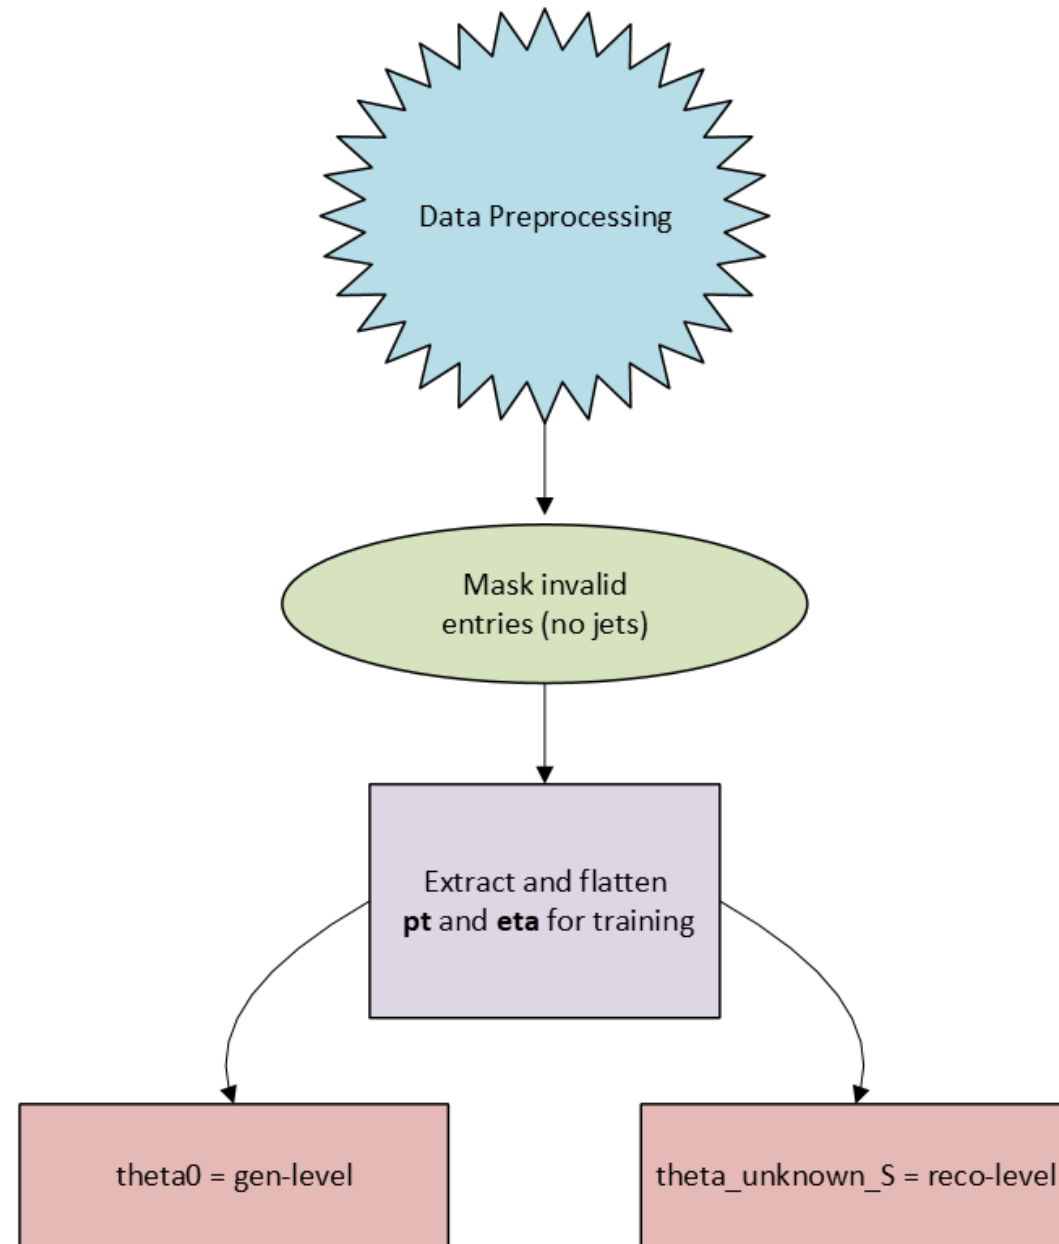 Data Preprocessing
Mask invalid
entries (no jets)
Extract and flatten
pt and eta for training
theta0 = gen-level
theta_unknown_S = reco-level